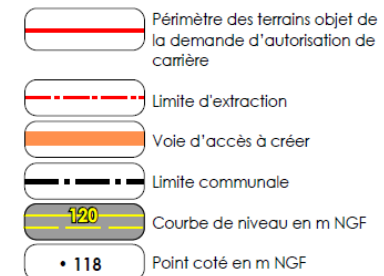 Périmètre des terrains objet de
la demande d'autorisation de
carrière
Limite d'extraction
Voie d'accès à créer
Limite communale
120
Courbe de niveau en m NGF
• 118
Point coté en m NGF